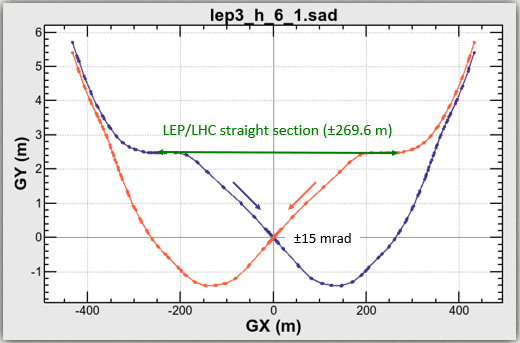 lep3_h_6_1.sad
GY (m)
6
5
4
3
2
1
0
-1
LEP/LHC straight section (±269.6 m)
±15 mrad
-400 -200 0 200 400
GX (m)